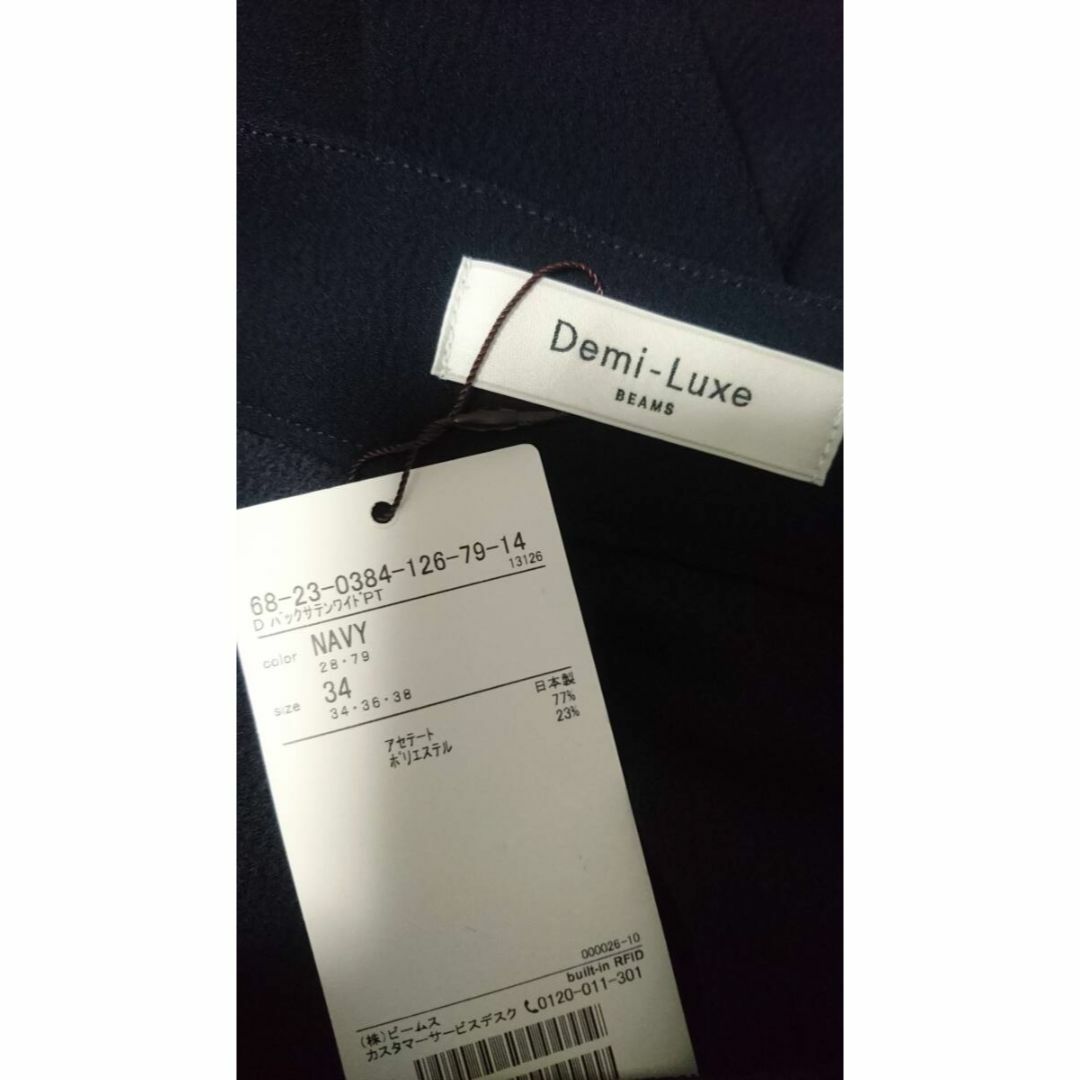 Demi-Luxe
BEAMS
68-23-0384-126-79-14
D バックサテンワイドPT
13126
color NAVY
28・79
size 34
34・36・38
日本製
アセテート 77%
ポリエステル 23%
000026-10
built-in RFID
(株)ビームス
カスタマーサービスデスク 0120-011-301